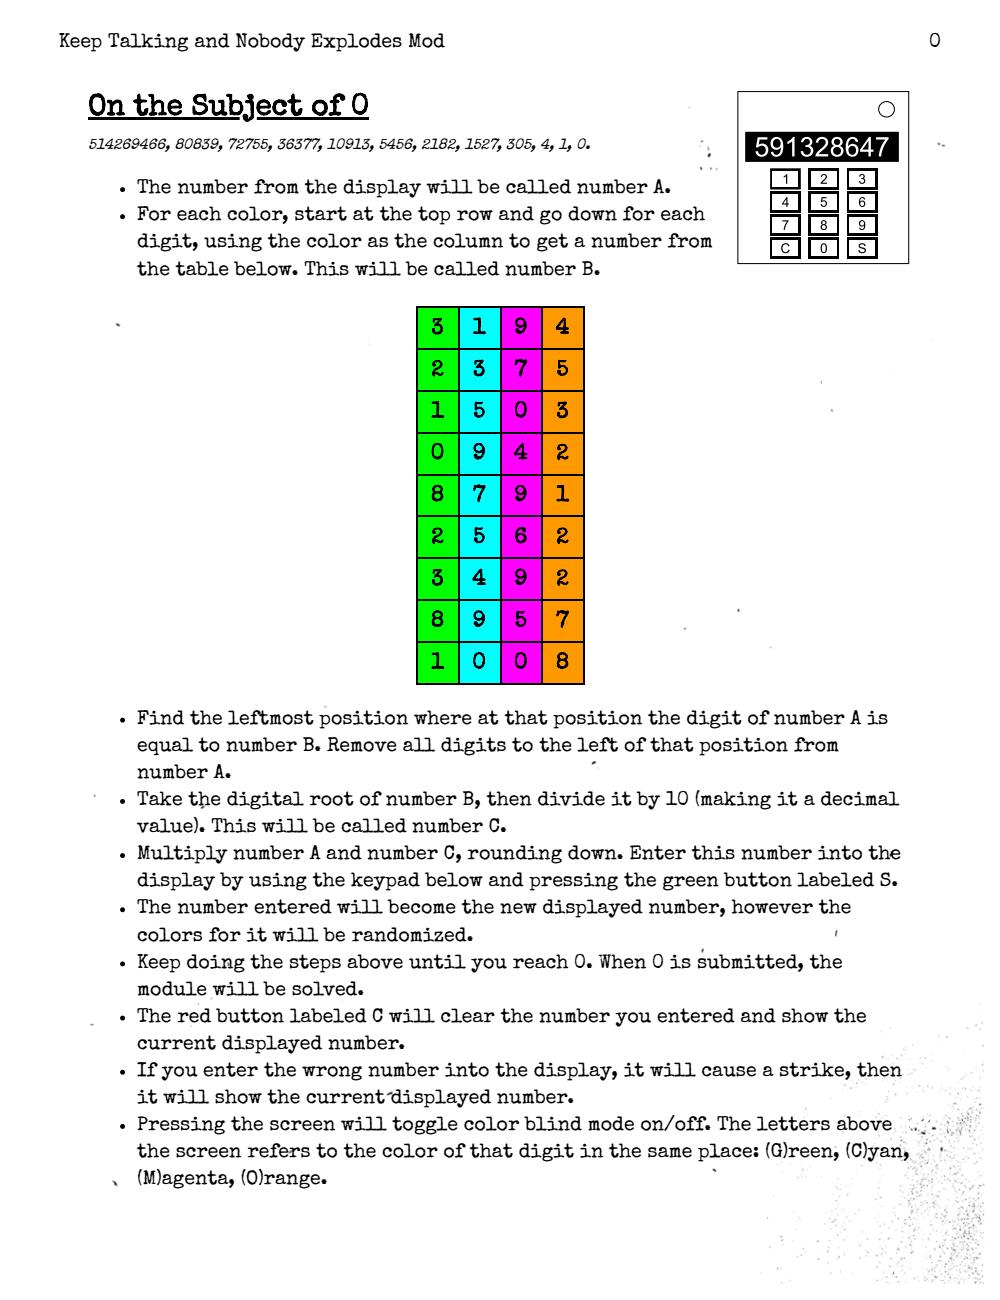 Keep Talking and Nobody Explodes Mod 0
On the Subject of 0
514269466, 80839, 72755, 36377, 10913, 5456, 2182, 1527, 305, 4, 1, 0.
591328647
1 2 3
4 5 6
7 8 9
C 0 S
• The number from the display will be called number A.
• For each color, start at the top row and go down for each
digit, using the color as the column to get a number from
the table below. This will be called number B.
3 1 9 4
2 3 7 5
1 5 0 3
0 9 4 2
8 7 9 1
2 5 6 2
3 4 9 2
8 9 5 7
1 0 0 8
• Find the leftmost position where at that position the digit of number A is
equal to number B. Remove all digits to the left of that position from
number A.
• Take the digital root of number B, then divide it by 10 (making it a decimal
value). This will be called number C.
• Multiply number A and number C, rounding down. Enter this number into the
display by using the keypad below and pressing the green button labeled S.
• The number entered will become the new displayed number, however the
colors for it will be randomized.
• Keep doing the steps above until you reach 0. When 0 is submitted, the
module will be solved.
• The red button labeled C will clear the number you entered and show the
current displayed number.
• If you enter the wrong number into the display, it will cause a strike, then
it will show the current displayed number.
• Pressing the screen will toggle color blind mode on/off. The letters above
the screen refers to the color of that digit in the same place: (G)reen, (C)yan,
(M)agenta, (O)range.